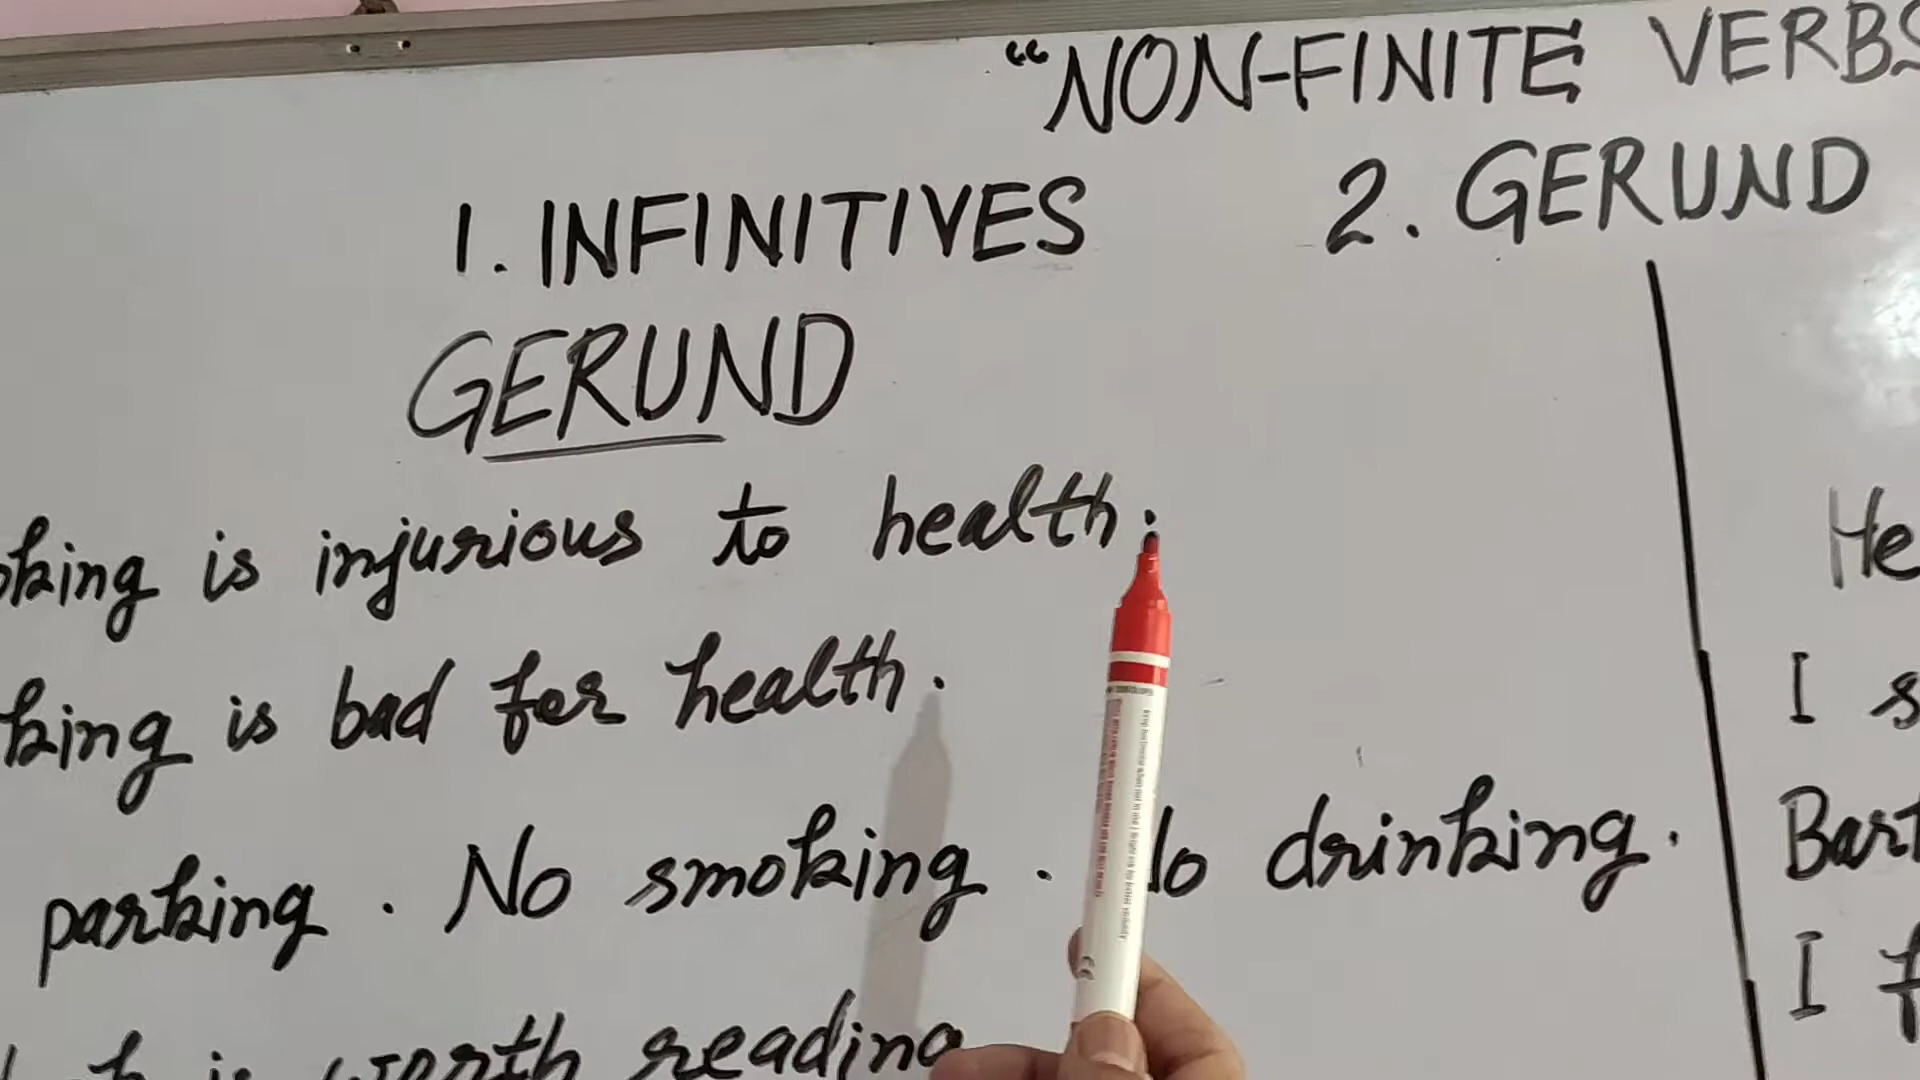 "NON-FINITE VERBS
1. INFINITIVES 2. GERUND
GERUND
oking is injurious to health.
king is bad for health.
parking. No smoking. No drinking.
is worth reading
He
I s
Bart
I f